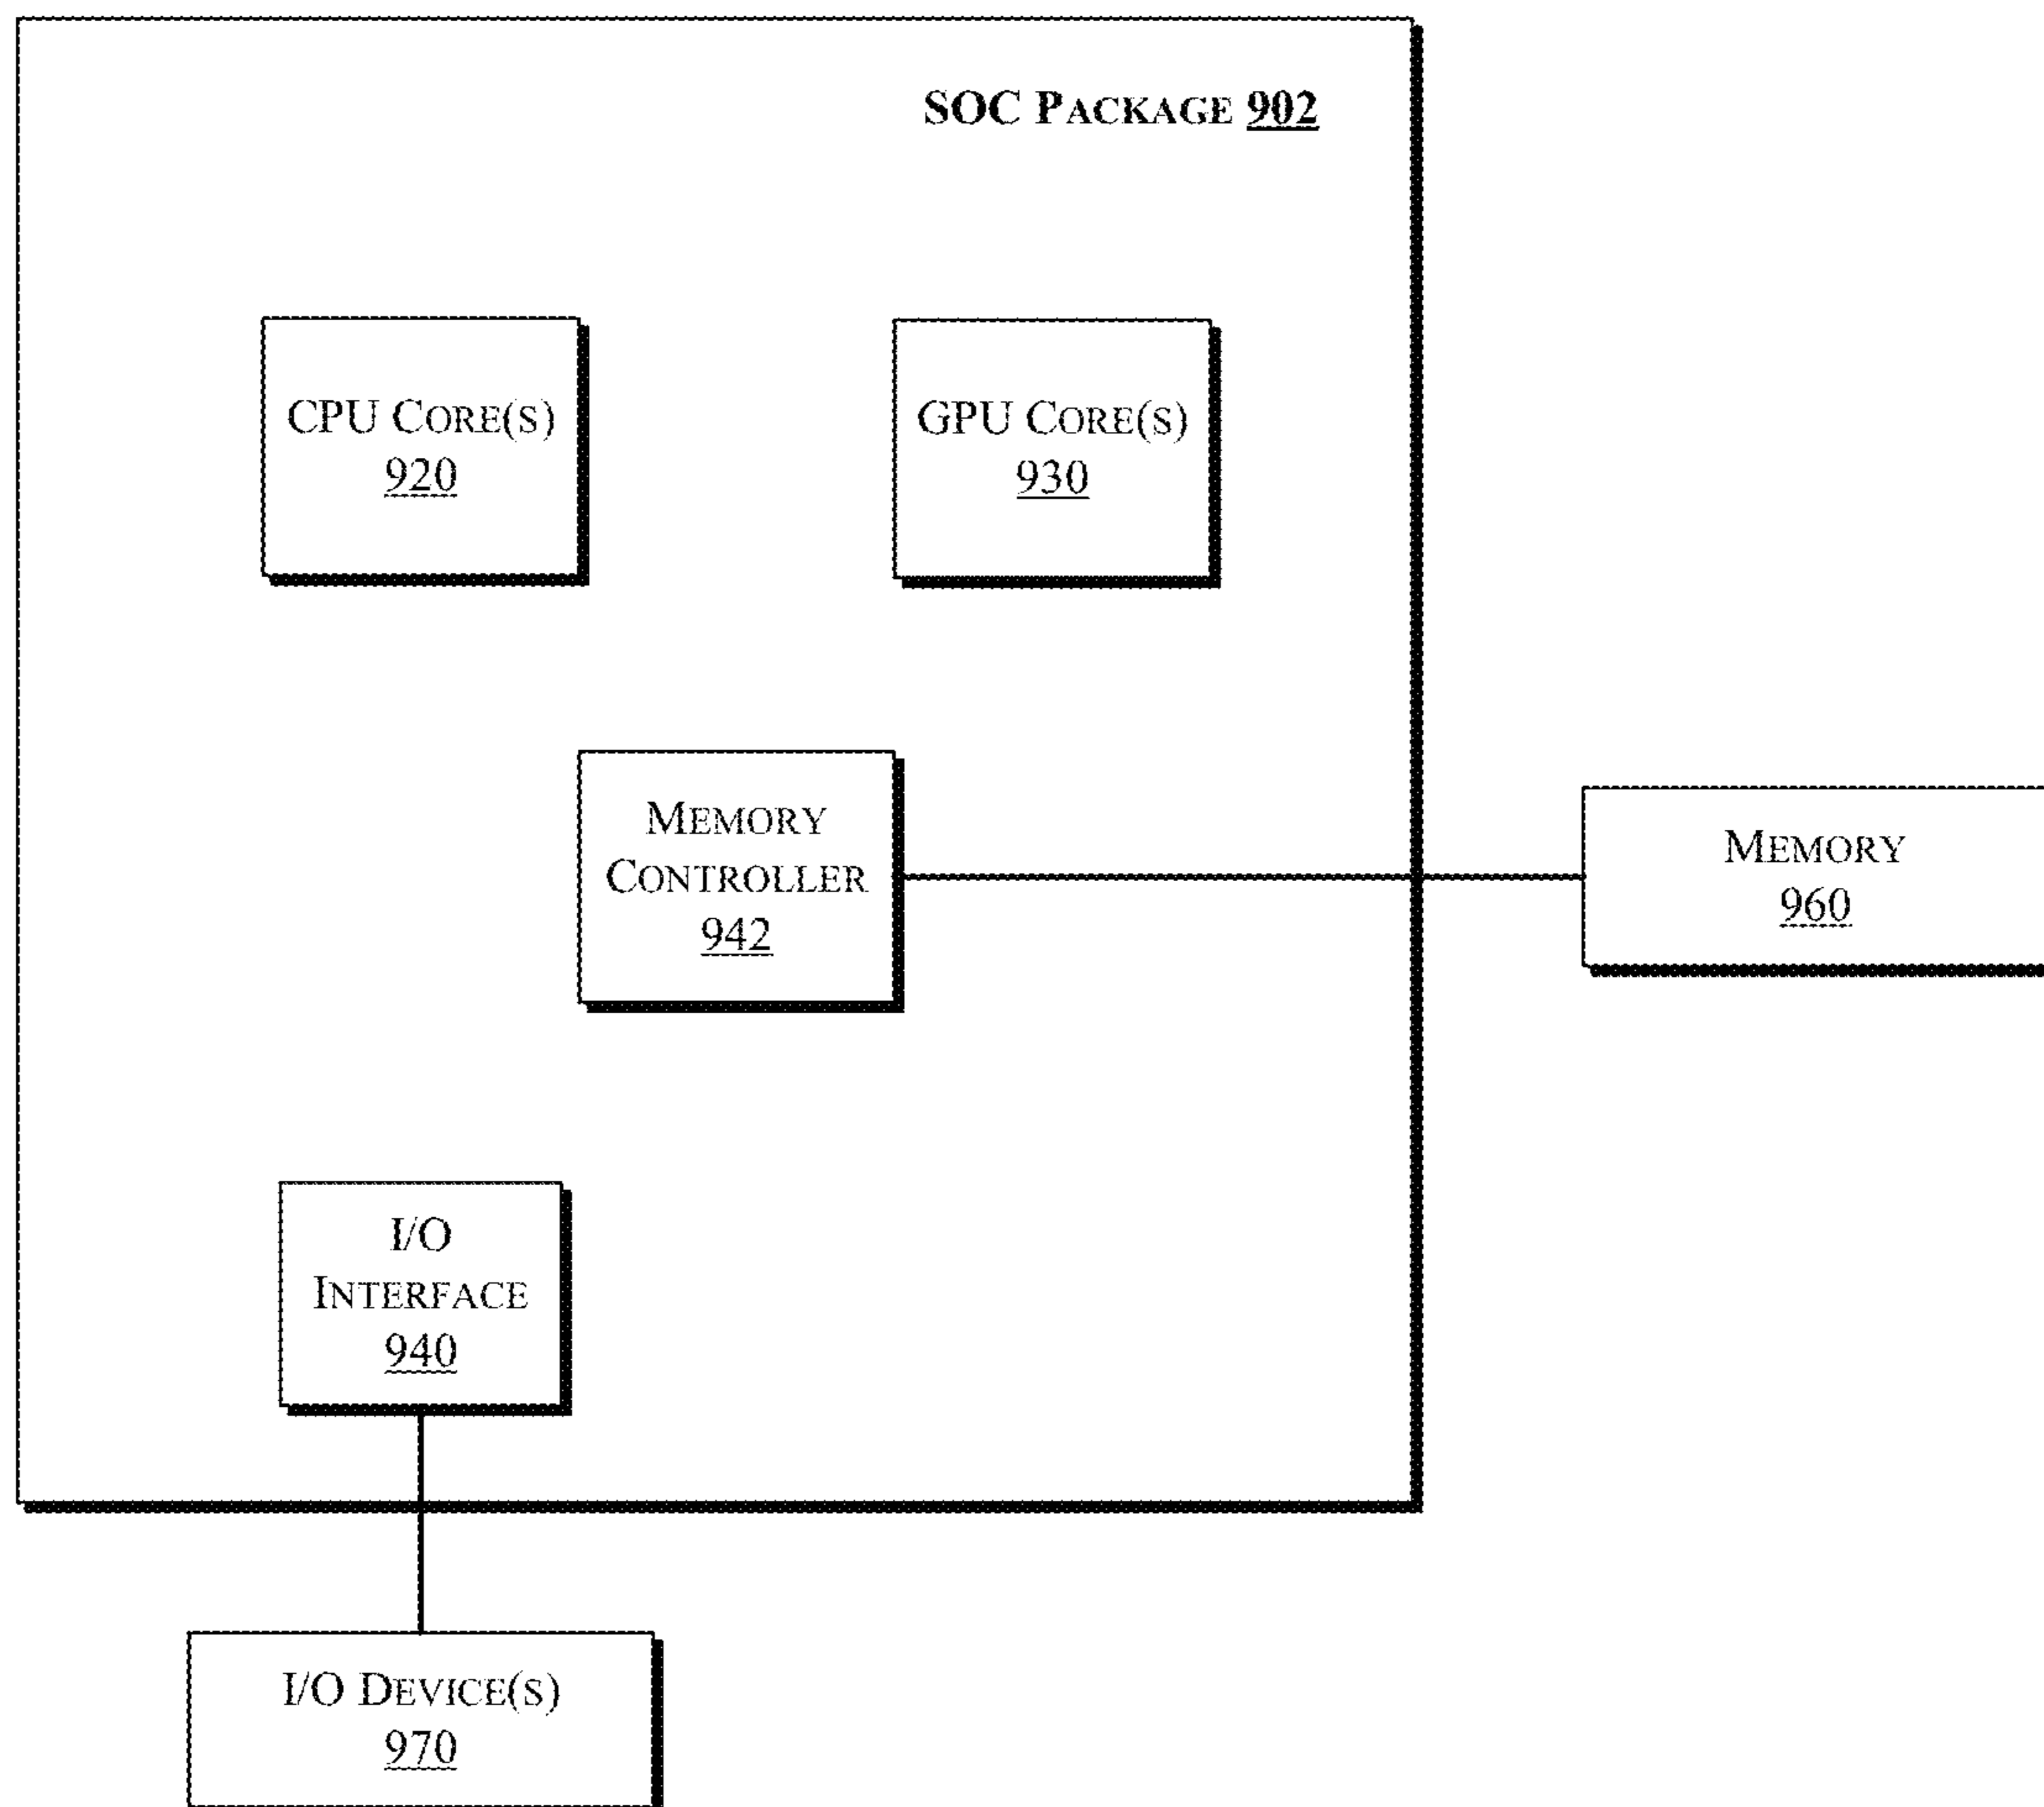 SOC PACKAGE 902
CPU CORE(S)
920
GPU CORE(S)
930
MEMORY
CONTROLLER
942
MEMORY
960
I/O
INTERFACE
940
I/O DEVICE(S)
970